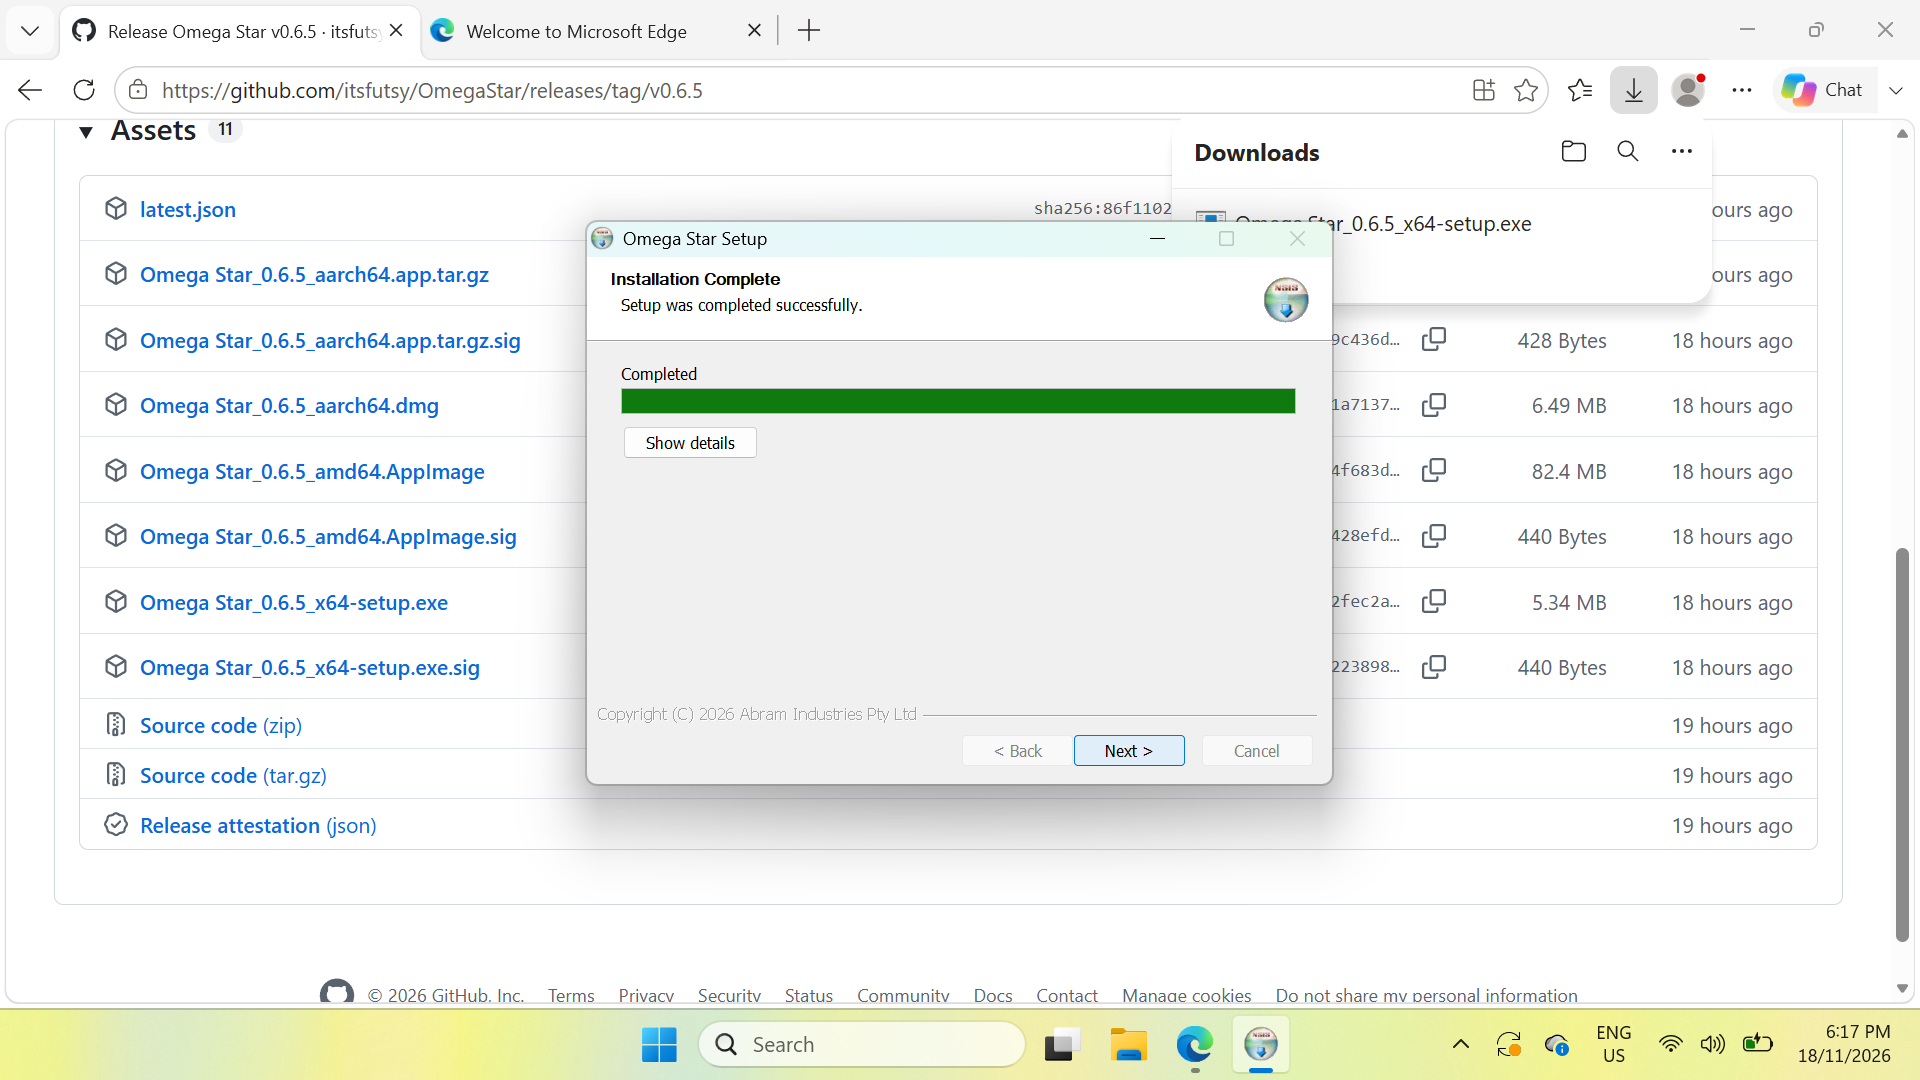 Release Omega Star v0.6.5 · itsfuts
Welcome to Microsoft Edge
https://github.com/itsfutsy/OmegaStar/releases/tag/v0.6.5
Chat
Assets 11
Downloads
latest.json
sha256:86f1102
ours ago
Omega Star_0.6.5_x64-setup.exe
Omega Star_0.6.5_aarch64.app.tar.gz
ours ago
Omega Star_0.6.5_aarch64.app.tar.gz.sig
9c436d…
428 Bytes
18 hours ago
Omega Star_0.6.5_aarch64.dmg
1a7137…
6.49 MB
18 hours ago
Omega Star_0.6.5_amd64.AppImage
4f683d…
82.4 MB
18 hours ago
Omega Star_0.6.5_amd64.AppImage.sig
428efd…
440 Bytes
18 hours ago
Omega Star_0.6.5_x64-setup.exe
2fec2a…
5.34 MB
18 hours ago
Omega Star_0.6.5_x64-setup.exe.sig
223898…
440 Bytes
18 hours ago
Source code (zip)
19 hours ago
Source code (tar.gz)
19 hours ago
Release attestation (json)
19 hours ago
Omega Star Setup
Installation Complete
Setup was completed successfully.
NSIS
Completed
Show details
Copyright (C) 2026 Abram Industries Pty Ltd
< Back
Next >
Cancel
© 2026 GitHub, Inc. Terms Privacy Security Status Community Docs Contact Manage cookies Do not share my personal information
Search
ENG
US
6:17 PM
18/11/2026